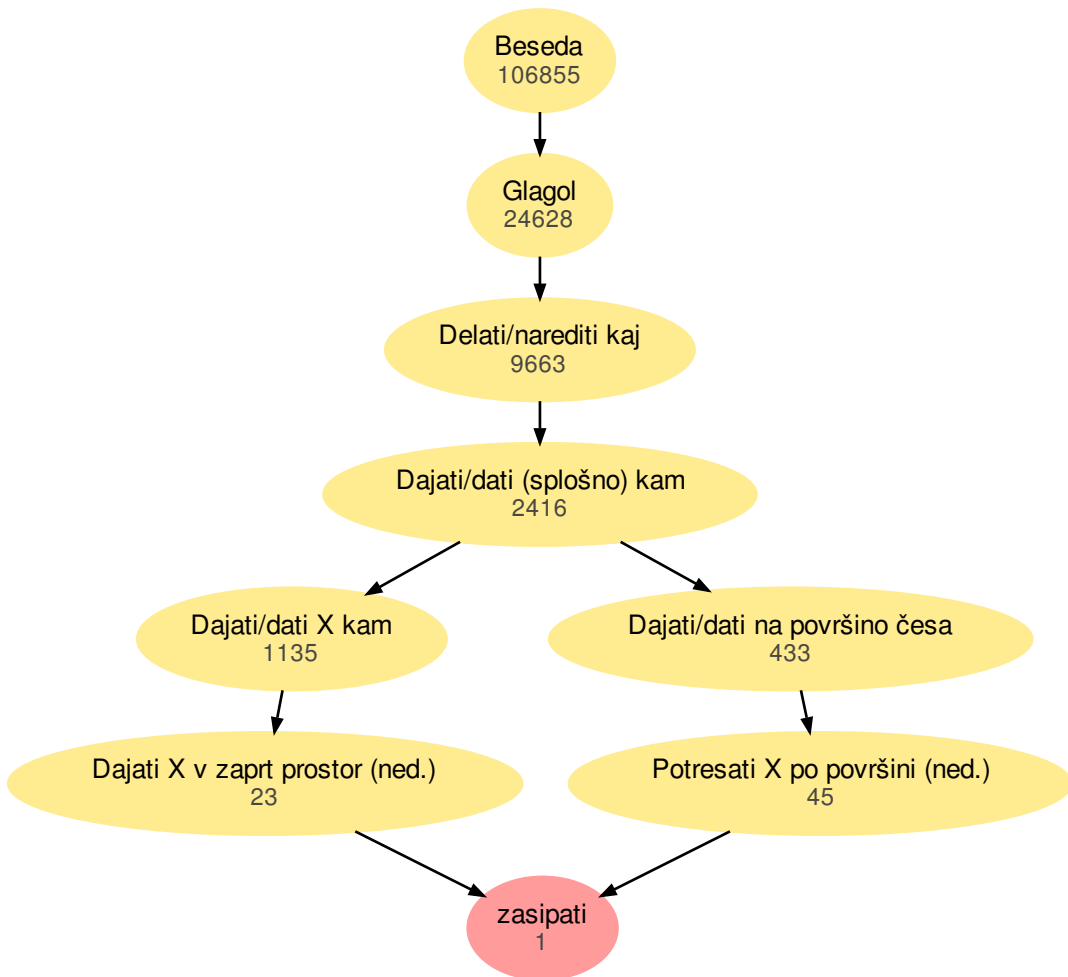 Beseda
106855
Glagol
24628
Delati/narediti kaj
9663
Dajati/dati (splošno) kam
2416
Dajati/dati X kam
1135
Dajati/dati na površino česa
433
Dajati X v zaprt prostor (ned.)
23
Potresati X po površini (ned.)
45
zasipati
1